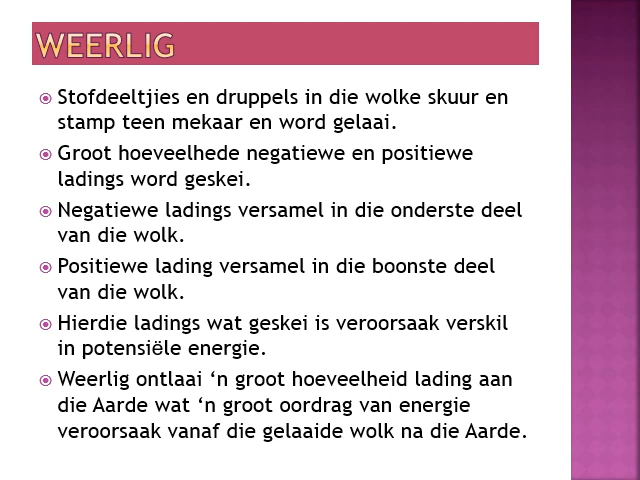 WEERLIG
Stofdeeltjies en druppels in die wolke skuur en
stamp teen mekaar en word gelaai.
Groot hoeveelhede negatiewe en positiewe
ladings word geskei.
Negatiewe ladings versamel in die onderste deel
van die wolk.
Positiewe lading versamel in die boonste deel
van die wolk.
Hierdie ladings wat geskei is veroorsaak verskil
in potensiële energie.
Weerlig ontlaai ‘n groot hoeveelheid lading aan
die Aarde wat ‘n groot oordrag van energie
veroorsaak vanaf die gelaaide wolk na die Aarde.